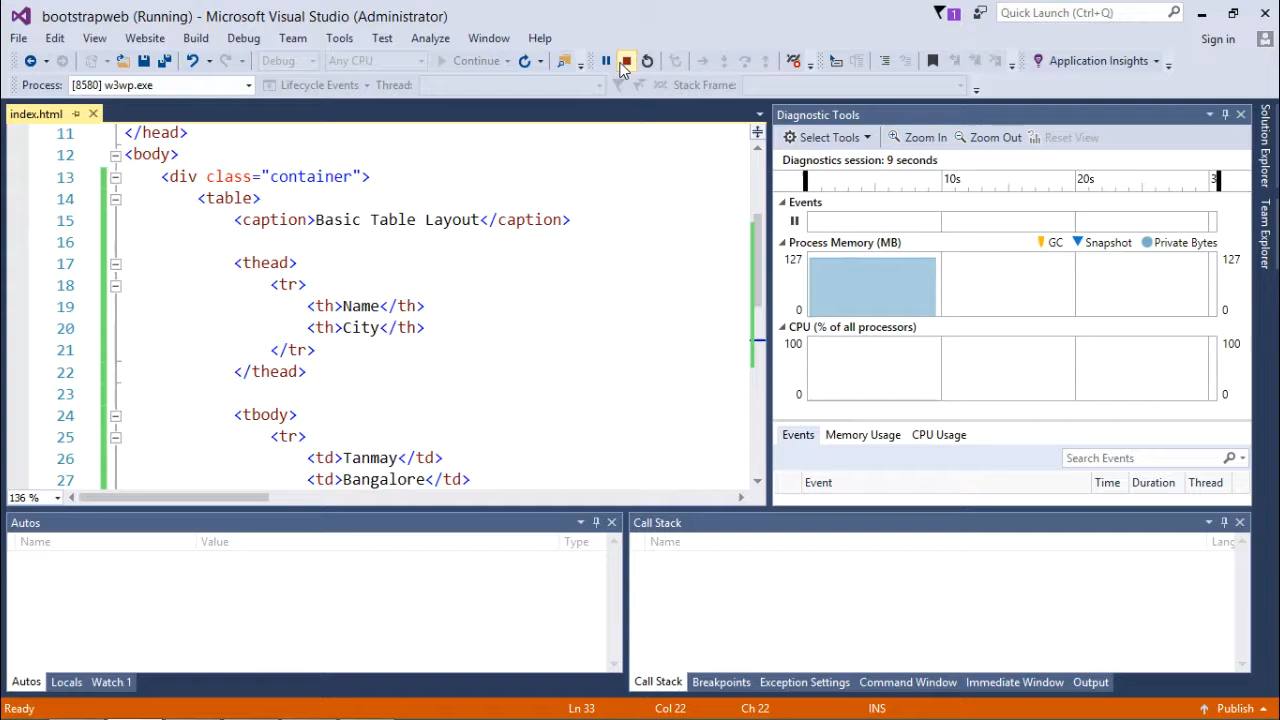 bootstrapweb (Running) - Microsoft Visual Studio (Administrator)
1
Quick Launch (Ctrl+Q)
File Edit View Website Build Debug Team Tools Test Analyze Window Help
Sign in
Debug Any CPU Continue Application Insights
Process: [8580] w3wp.exe Lifecycle Events Thread: Stack Frame:
index.html
11 </head>
12 <body>
13 <div class="container">
14 <table>
15 <caption>Basic Table Layout</caption>
16
17 <thead>
18 <tr>
19 <th>Name</th>
20 <th>City</th>
21 </tr>
22 </thead>
23
24 <tbody>
25 <tr>
26 <td>Tanmay</td>
27 <td>Bangalore</td>
136 %
Diagnostic Tools
Select Tools Zoom In Zoom Out Reset View
Diagnostics session: 9 seconds
10s 20s 3
Events
Process Memory (MB) GC Snapshot Private Bytes
127 127
0 0
CPU (% of all processors)
100 100
0 0
Events Memory Usage CPU Usage
Search Events
Event Time Duration Thread
Solution Explorer
Team Explorer
Autos
Name Value Type
Autos Locals Watch 1
Call Stack
Name Lang
Call Stack Breakpoints Exception Settings Command Window Immediate Window Output
Ready Ln 33 Col 22 Ch 22 INS Publish